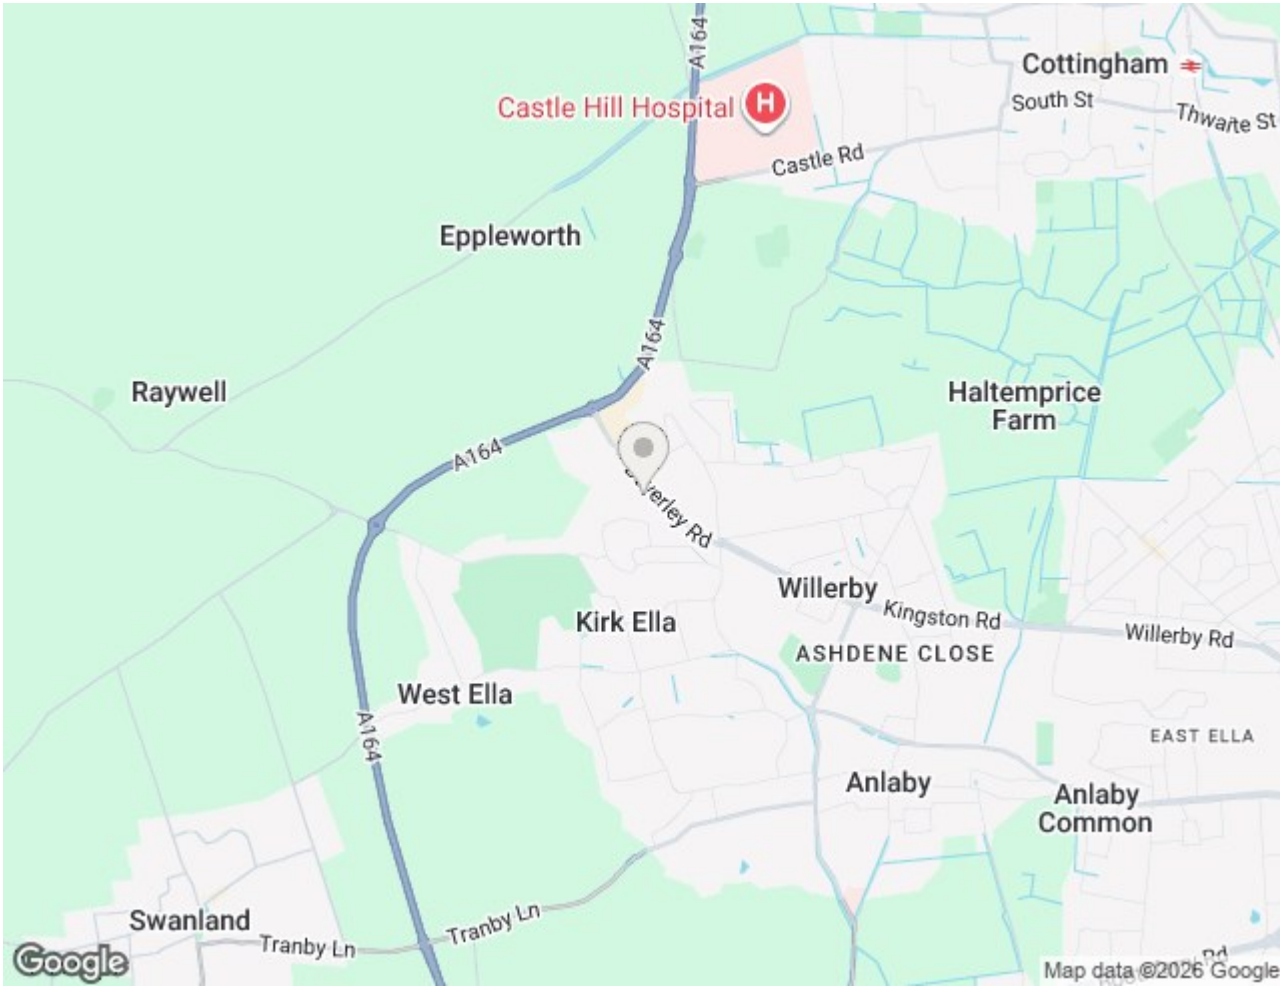 A164
Cottingham
Castle Hill Hospital
H
South St
Thwaite St
Castle Rd
Eppleworth
A164
Raywell
Haltemprice
Farm
A164
Beverley Rd
Willerby
Kingston Rd
Kirk Ella
Willerby Rd
ASHDENE CLOSE
West Ella
A164
EAST ELLA
Anlaby
Anlaby
Common
Swanland
Tranby Ln
Tranby Ln
Google
Map data ©2026 Google